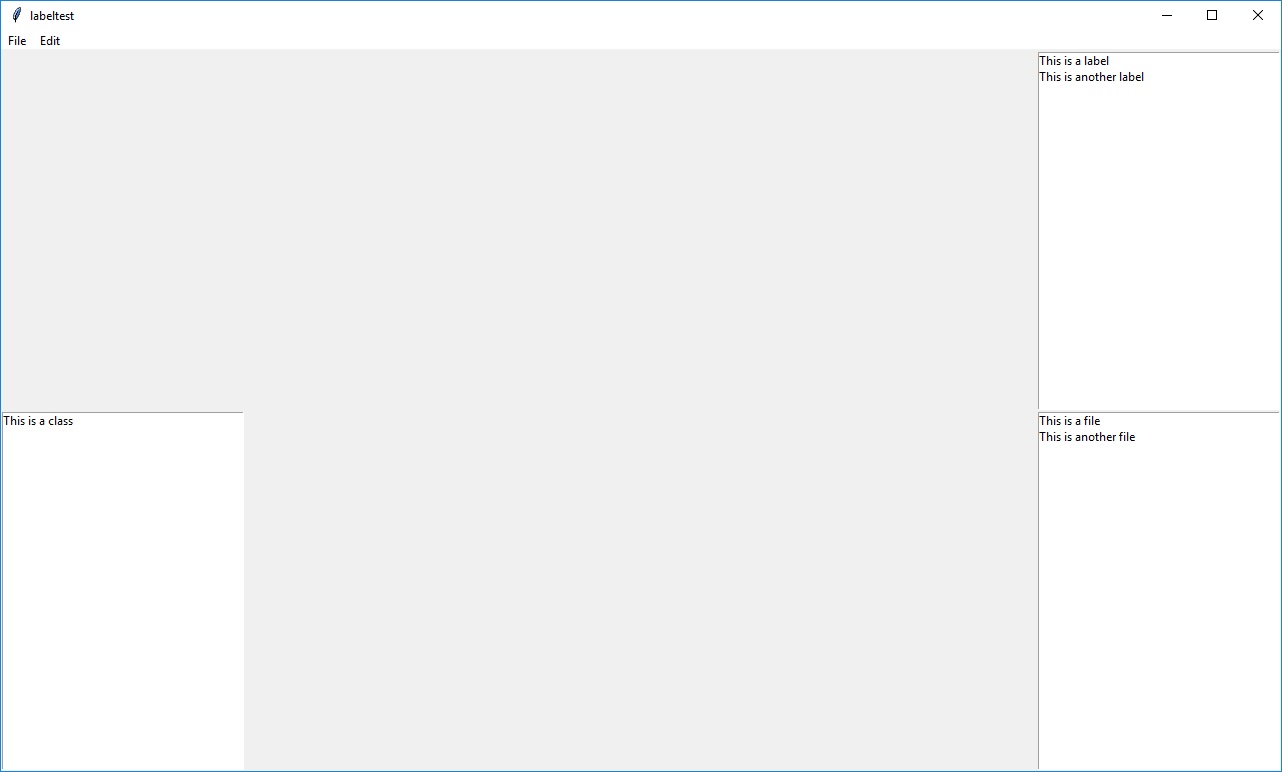 labeltest
File Edit
This is a label
This is another label
This is a class
This is a file
This is another file